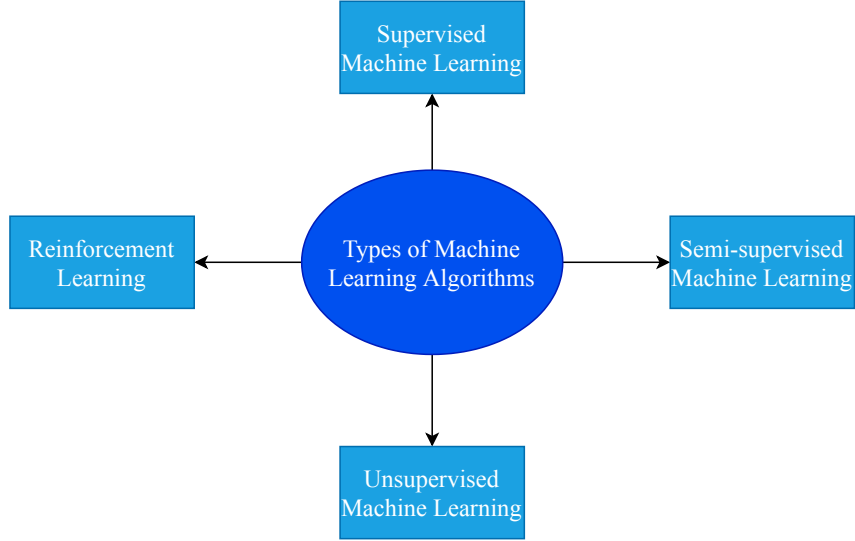 Supervised
Machine Learning
Reinforcement
Learning
Types of Machine
Learning Algorithms
Semi-supervised
Machine Learning
Unsupervised
Machine Learning